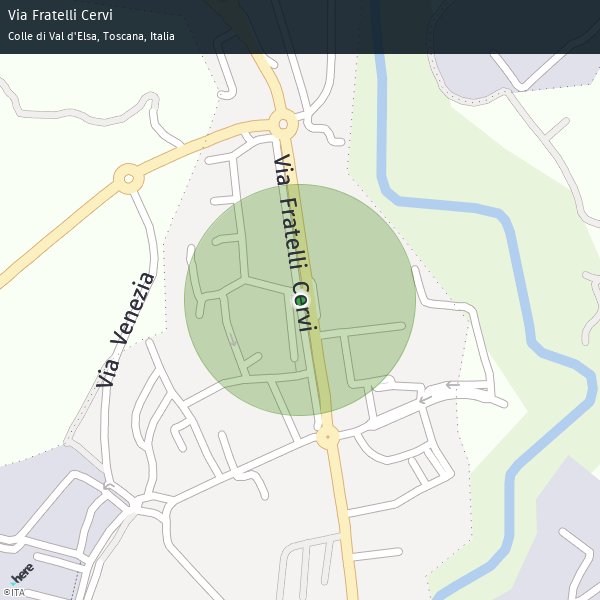 Via Fratelli Cervi
Colle di Val d'Elsa, Toscana, Italia
Via Fratelli Cervi
Via Venezia
here
©ITA